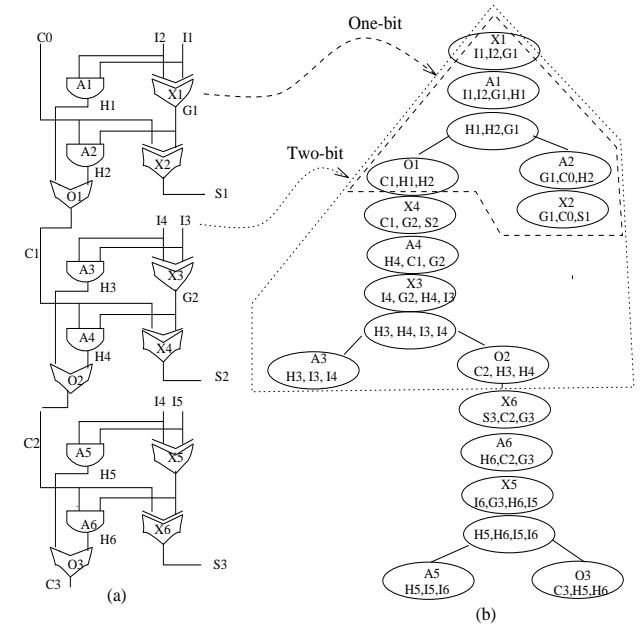 C0
I2 I1
A1
X1
H1
G1
A2
X2
H2
O1
S1
C1
I4 I3
A3
X3
H3
G2
A4
X4
H4
O2
S2
C2
I4 I5
A5
X5
H5
A6
X6
H6
O3
S3
C3
(a)
One-bit
Two-bit
X1
I1,I2,G1
A1
I1,I2,G1,H1
H1,H2,G1
O1
C1,H1,H2
A2
G1,C0,H2
X2
G1,C0,S1
X4
C1, G2, S2
A4
H4, C1, G2
X3
I4, G2, H4, I3
H3, H4, I3, I4
A3
H3, I3, I4
O2
C2, H3, H4
X6
S3,C2,G3
A6
H6,C2,G3
X5
I6,G3,H6,I5
H5,H6,I5,I6
A5
H5,I5,I6
O3
C3,H5,H6
(b)